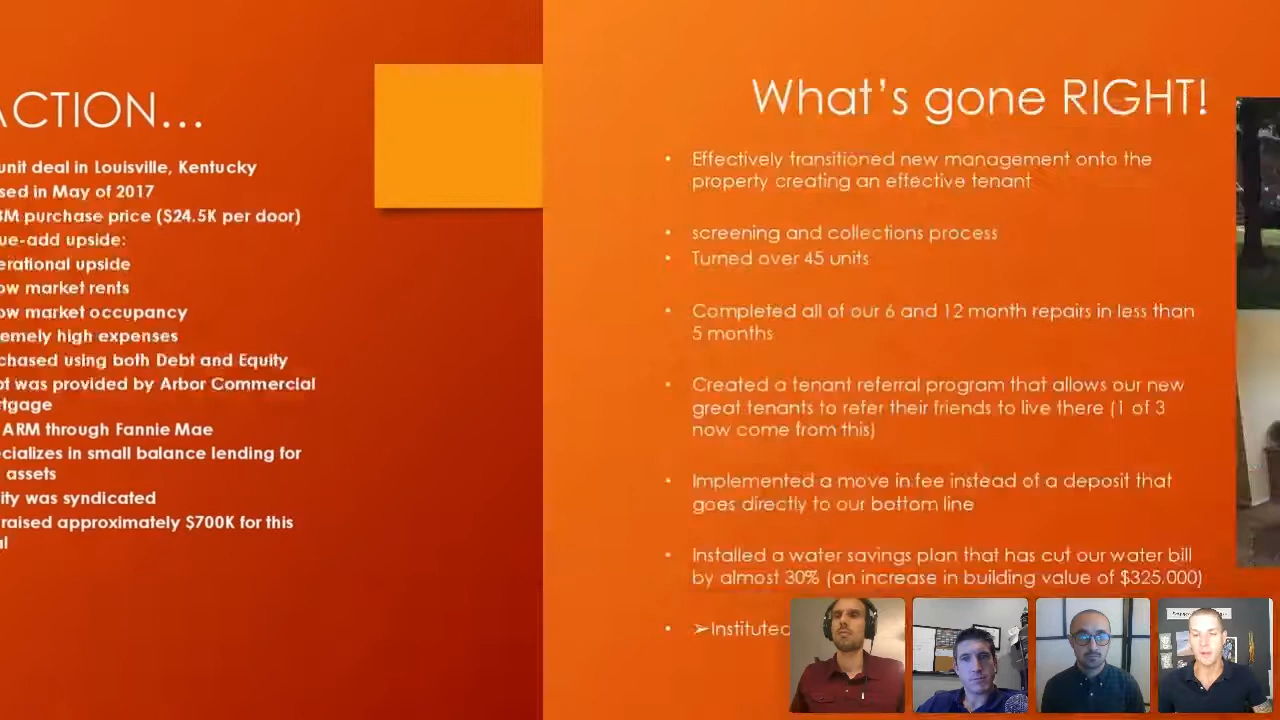 ACTION...
unit deal in Louisville, Kentucky
sed in May of 2017
8M purchase price ($24.5K per door)
ue-add upside:
erational upside
ow market rents
ow market occupancy
remely high expenses
chased using both Debt and Equity
bt was provided by Arbor Commercial
rtgage
ARM through Fannie Mae
ecializes in small balance lending for
assets
ity was syndicated
raised approximately $700K for this
al
What's gone RIGHT!
• Effectively transitioned new management onto the
property creating an effective tenant
• screening and collections process
• Turned over 45 units
• Completed all of our 6 and 12 month repairs in less than
5 months
• Created a tenant referral program that allows our new
great tenants to refer their friends to live there (1 of 3
now come from this)
• Implemented a move in fee instead of a deposit that
goes directly to our bottom line
• Installed a water savings plan that has cut our water bill
by almost 30% (an increase in building value of $325,000)
• ➢Instituted